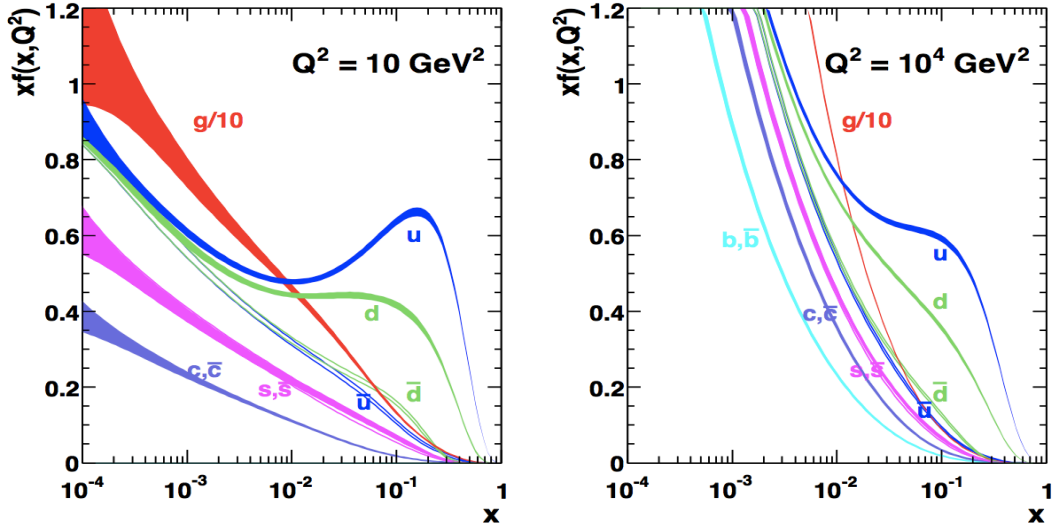 xf(x,Q²)
1.2
1
0.8
0.6
0.4
0.2
0
Q² = 10 GeV²
g/10
u
d
c,c̅
s,s̅
u̅
d̅
10⁻⁴
10⁻³
10⁻²
10⁻¹
1
x
xf(x,Q²)
1.2
1
0.8
0.6
0.4
0.2
0
Q² = 10⁴ GeV²
g/10
b,b̅
u
d
c,c̅
s,s̅
d̅
u̅
10⁻⁴
10⁻³
10⁻²
10⁻¹
1
x